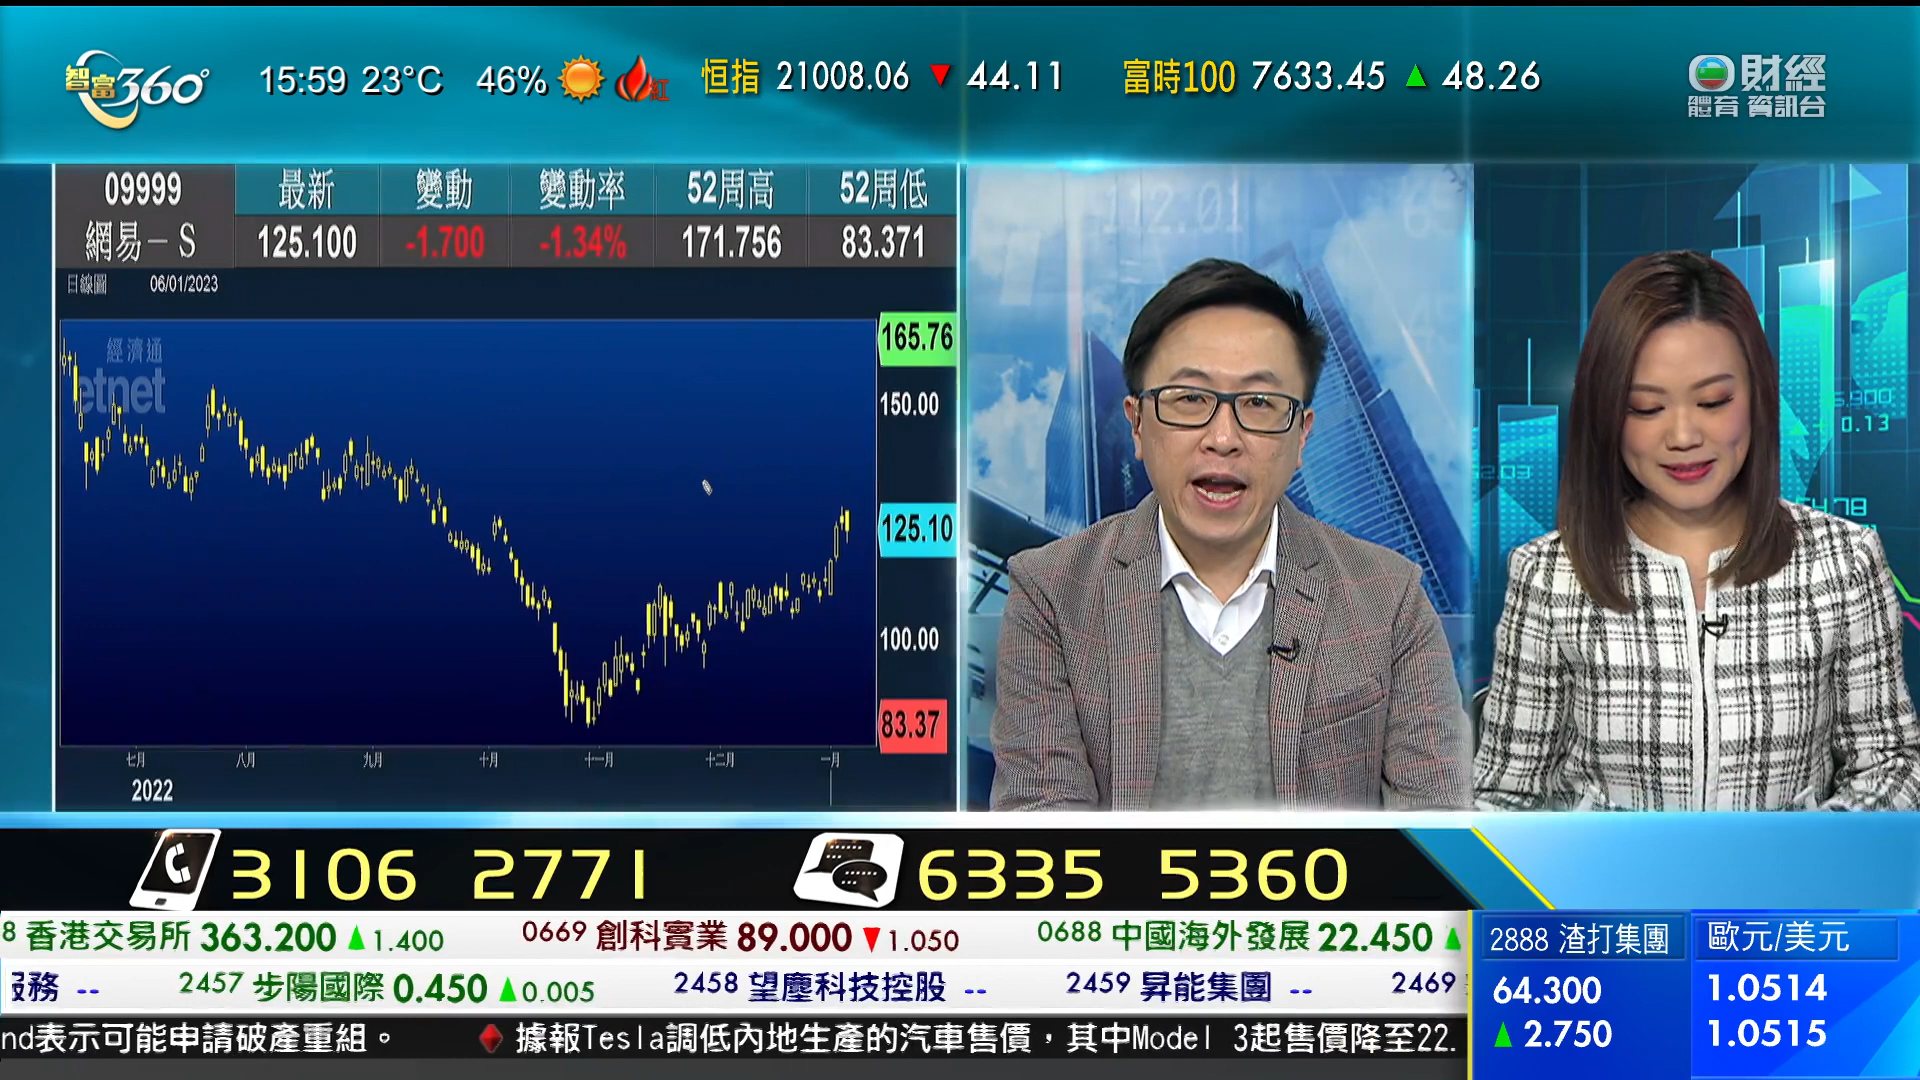 智富360°
15:59 23°C 46% 紅 恒指 21008.06 ▼ 44.11 富時100 7633.45 ▲ 48.26
財經
體育 資訊台
09999 最新 變動 變動率 52周高 52周低
網易－S 125.100 -1.700 -1.34% 171.756 83.371
日線圖 06/01/2023
經濟通
etnet
165.76
150.00
125.10
100.00
83.37
七月 八月 九月 十月 十一月 十二月 一月
2022
112.01
0.13
3106 2771 6335 5360
8 香港交易所 363.200 ▲ 1.400 0669 創科實業 89.000 ▼ 1.050 0688 中國海外發展 22.450 ▲
服務 -- 2457 步陽國際 0.450 ▲ 0.005 2458 望塵科技控股 -- 2459 昇能集團 -- 2469
nd表示可能申請破產重組。 ◆ 據報Tesla調低內地生產的汽車售價，其中Model 3起售價降至22.
2888 渣打集團
64.300
▲ 2.750
歐元/美元
1.0514
1.0515